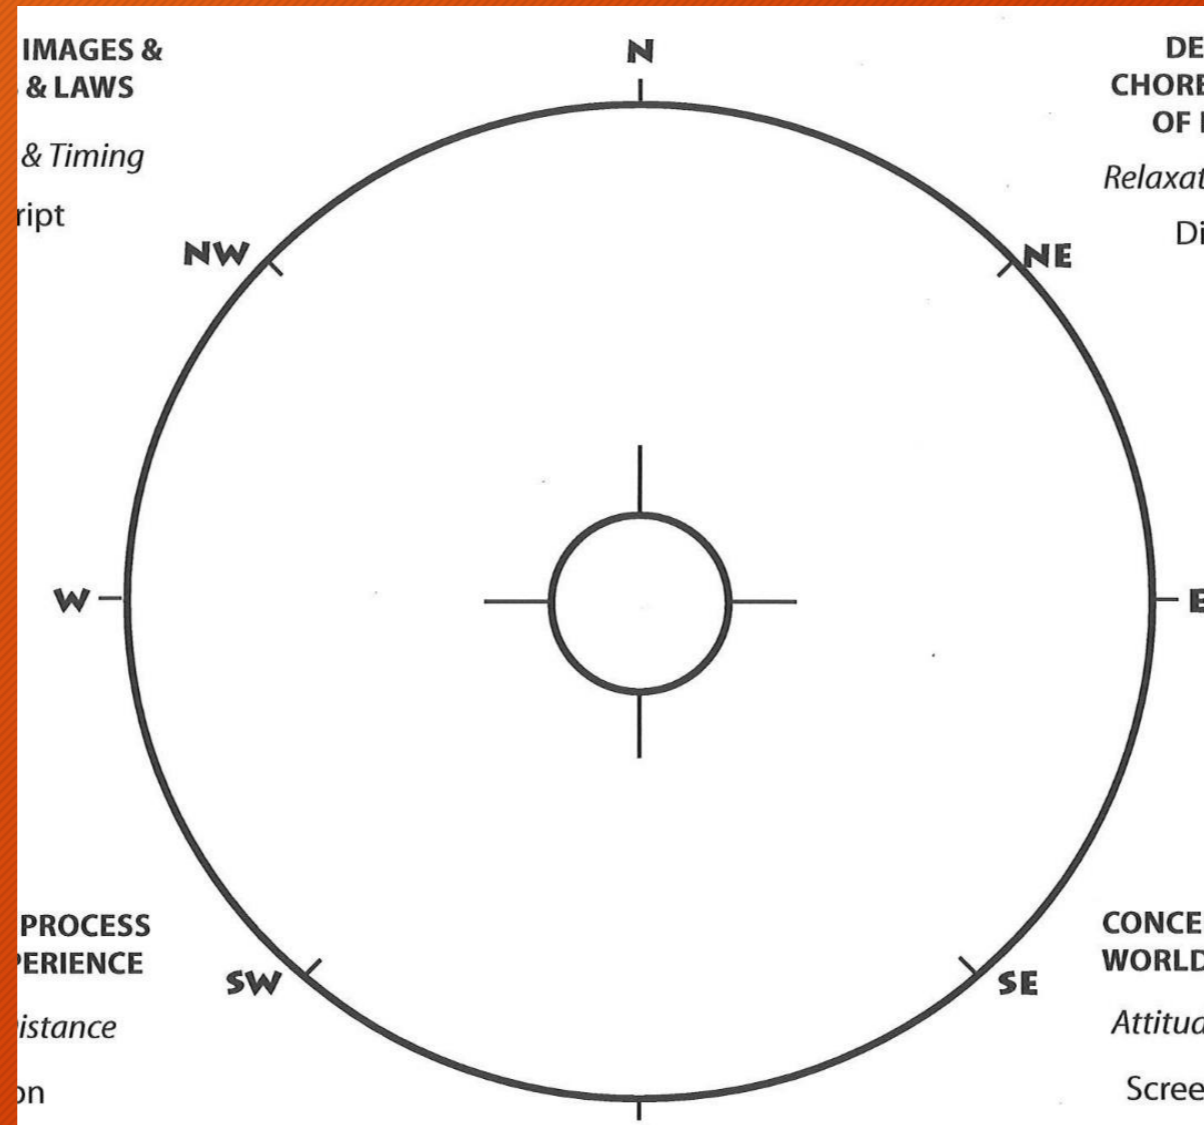 IMAGES &
& LAWS
& Timing
ript
N
DE
CHORE
OF
Relaxat
Di
NW
NE
W
E
PROCESS
ERIENCE
istance
on
SW
SE
CONCE
WORLD
Attitud
Scree